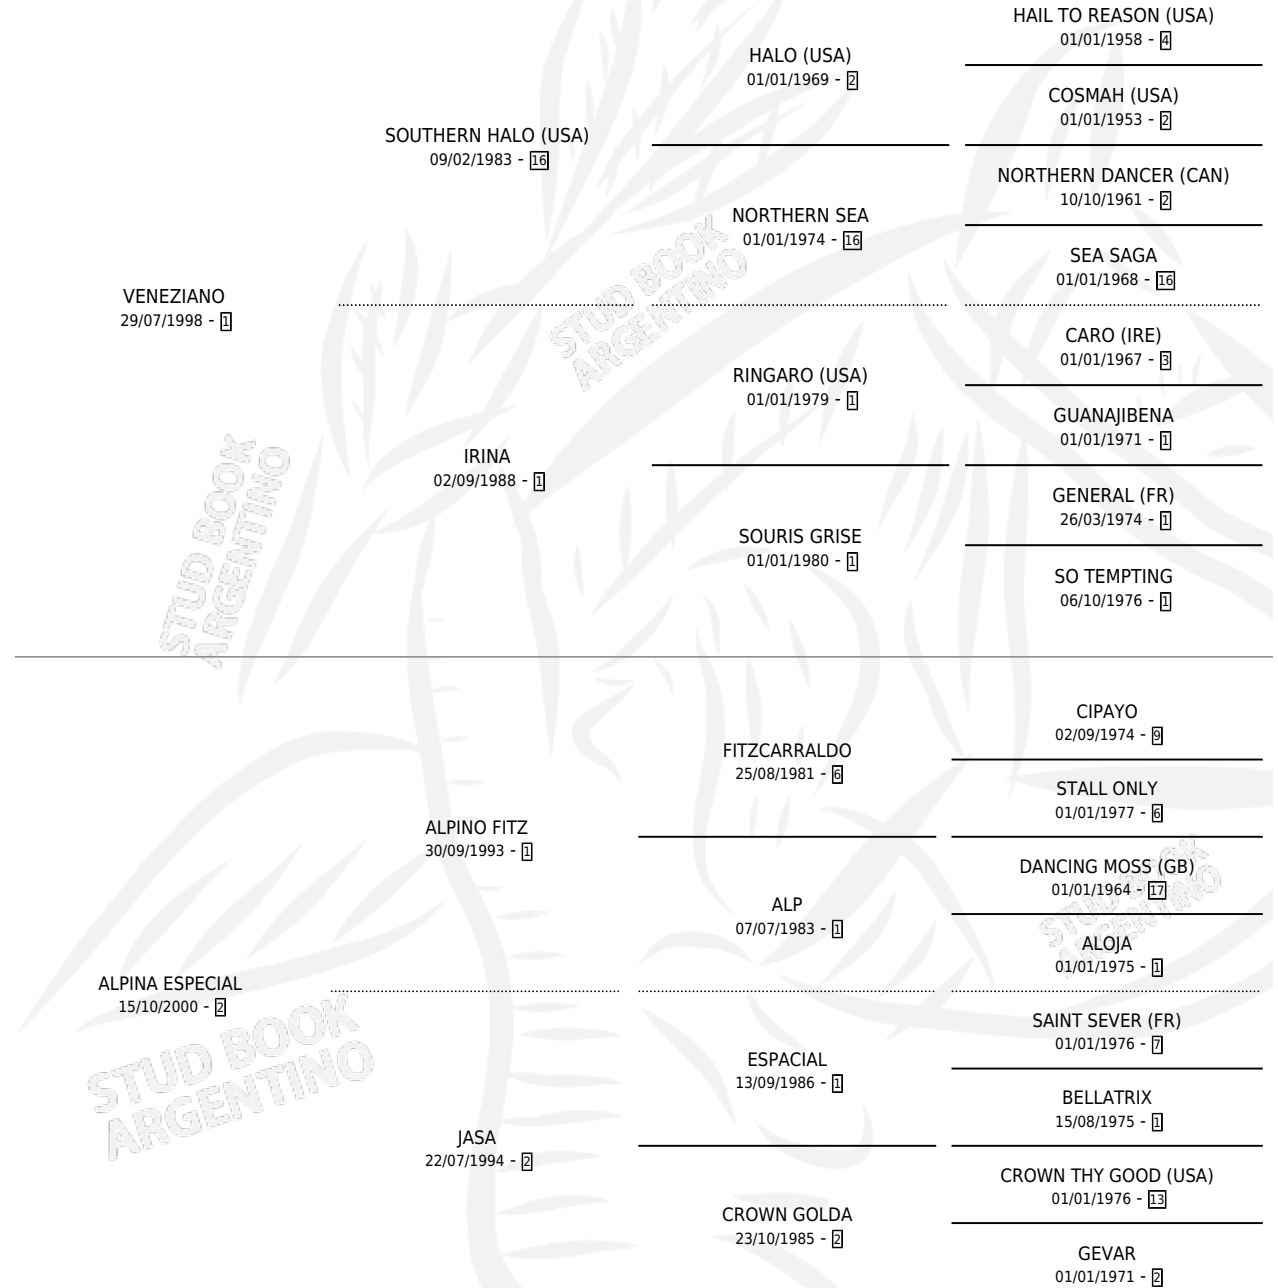 HAIL TO REASON (USA)
01/01/1958 - 4
HALO (USA)
01/01/1969 - 2
COSMAH (USA)
01/01/1953 - 2
SOUTHERN HALO (USA)
09/02/1983 - 16
NORTHERN DANCER (CAN)
10/10/1961 - 2
NORTHERN SEA
01/01/1974 - 16
SEA SAGA
01/01/1968 - 16
VENEZIANO
29/07/1998 - 1
CARO (IRE)
01/01/1967 - 3
RINGARO (USA)
01/01/1979 - 1
GUANAJIBENA
01/01/1971 - 1
IRINA
02/09/1988 - 1
GENERAL (FR)
26/03/1974 - 1
SOURIS GRISE
01/01/1980 - 1
SO TEMPTING
06/10/1976 - 1
CIPAYO
02/09/1974 - 9
FITZCARRALDO
25/08/1981 - 6
STALL ONLY
01/01/1977 - 6
ALPINO FITZ
30/09/1993 - 1
DANCING MOSS (GB)
01/01/1964 - 17
ALP
07/07/1983 - 1
ALOJA
01/01/1975 - 1
ALPINA ESPECIAL
15/10/2000 - 2
SAINT SEVER (FR)
01/01/1976 - 7
ESPACIAL
13/09/1986 - 1
BELLATRIX
15/08/1975 - 1
JASA
22/07/1994 - 2
CROWN THY GOOD (USA)
01/01/1976 - 13
CROWN GOLDA
23/10/1985 - 2
GEVAR
01/01/1971 - 2
STUD BOOK
ARGENTINO
STUD BOOK
ARGENTINO
STUD BOOK
ARGENTINO
STUD BOOK
ARGENTINO